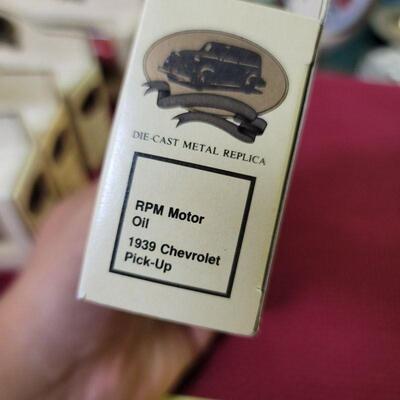 DIE-CAST METAL REPLICA
RPM Motor
Oil
1939 Chevrolet
Pick-Up